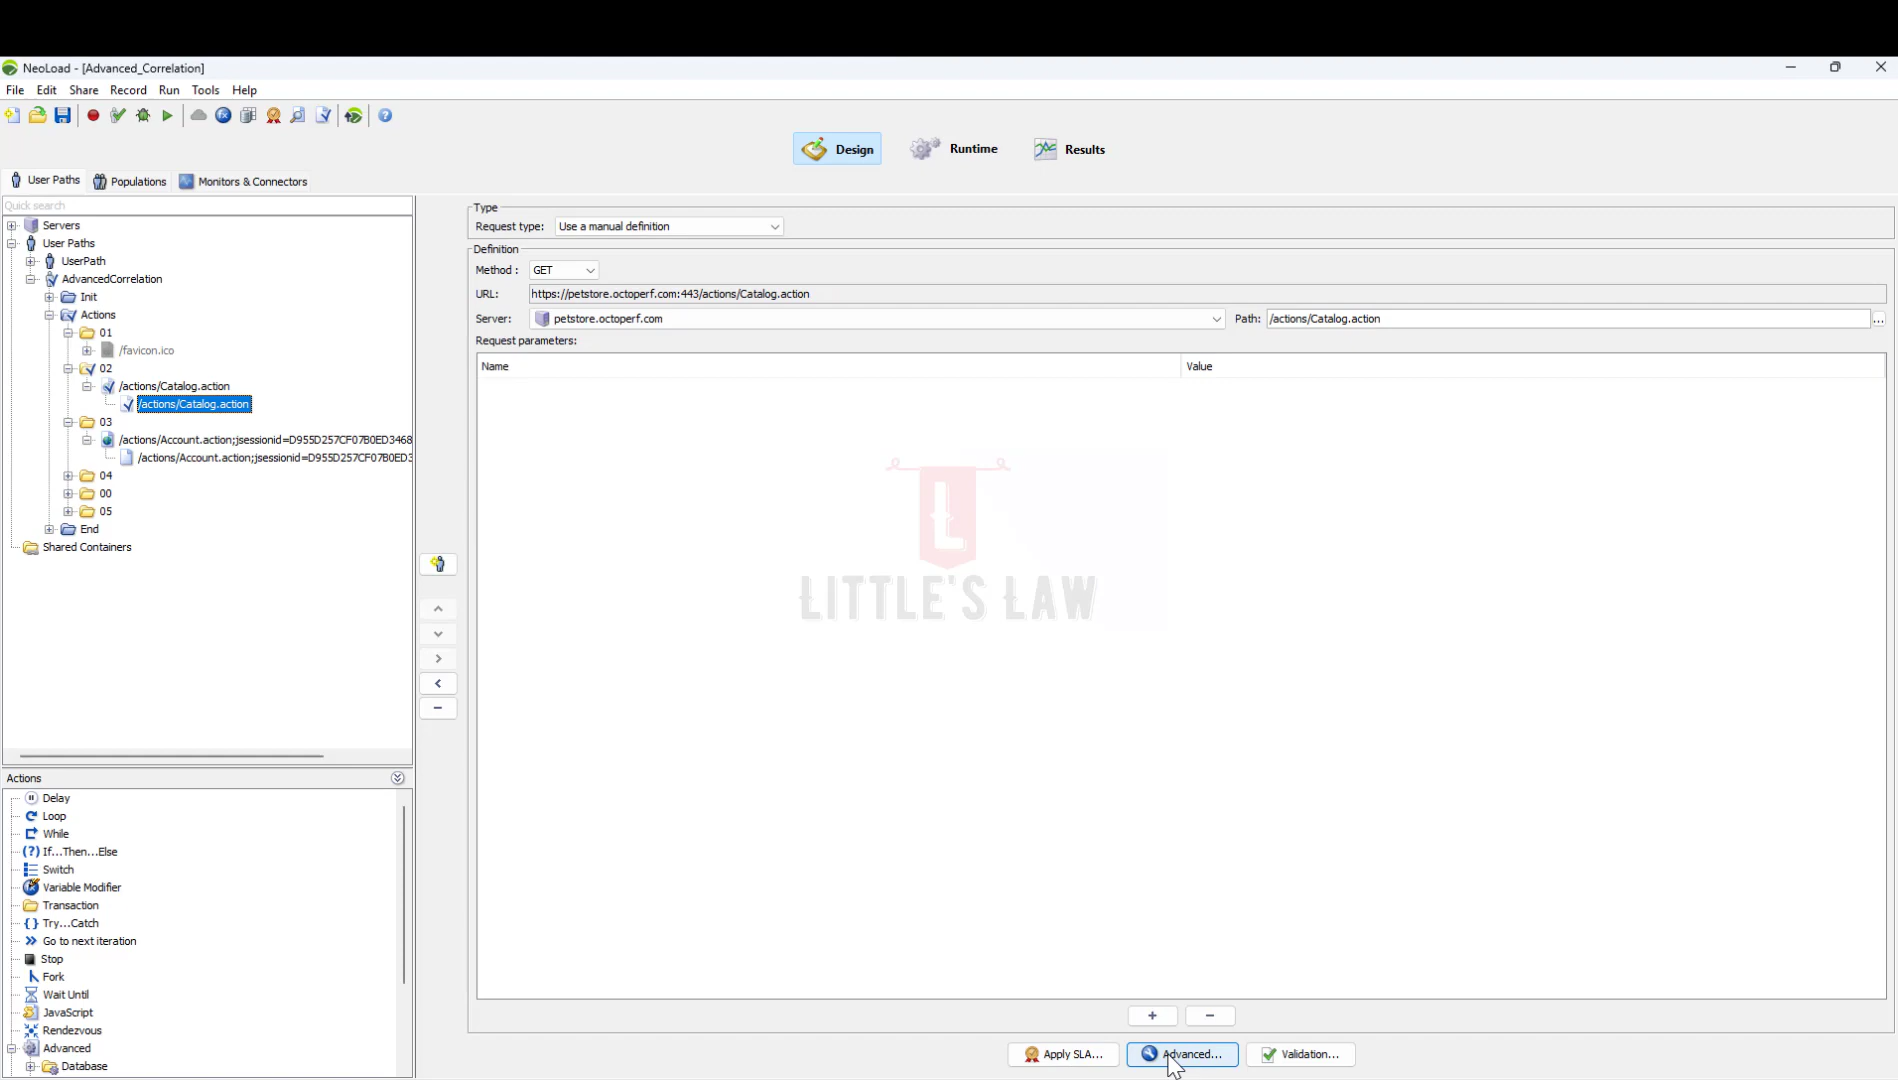 NeoLoad - [Advanced_Correlation]
File Edit Share Record Run Tools Help
Design Runtime Results
User Paths Populations Monitors & Connectors
Quick search
Servers
User Paths
UserPath
AdvancedCorrelation
Init
Actions
01
/favicon.ico
02
/actions/Catalog.action
/actions/Catalog.action
03
/actions/Account.action;jsessionid=D955D257CF07B0ED3468
/actions/Account.action;jsessionid=D955D257CF07B0ED3
04
00
05
End
Shared Containers
Type
Request type: Use a manual definition
Definition
Method : GET
URL: https://petstore.octoperf.com:443/actions/Catalog.action
Server: petstore.octoperf.com Path: /actions/Catalog.action ...
Request parameters:
Name Value
L
LITTLE'S LAW
Actions
Delay
Loop
While
If...Then...Else
Switch
Variable Modifier
Transaction
Try...Catch
Go to next iteration
Stop
Fork
Wait Until
JavaScript
Rendezvous
Advanced
Database
Apply SLA... Advanced... Validation...